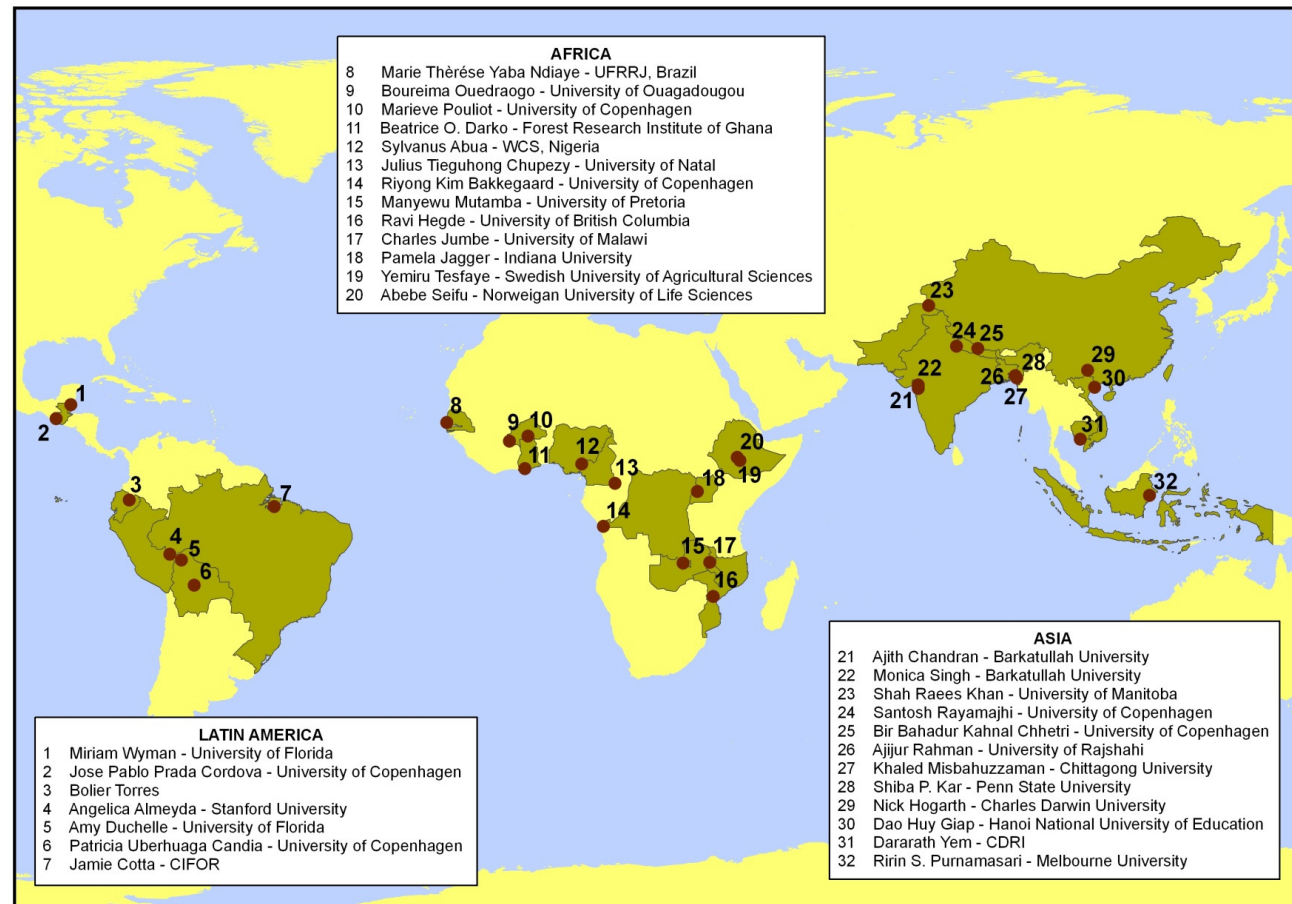 AFRICA
8 Marie Thèrése Yaba Ndiaye - UFRRJ, Brazil
9 Boureima Ouedraogo - University of Ouagadougou
10 Marieve Pouliot - University of Copenhagen
11 Beatrice O. Darko - Forest Research Institute of Ghana
12 Sylvanus Abua - WCS, Nigeria
13 Julius Tieguhong Chupezy - University of Natal
14 Riyong Kim Bakkegaard - University of Copenhagen
15 Manyewu Mutamba - University of Pretoria
16 Ravi Hegde - University of British Columbia
17 Charles Jumbe - University of Malawi
18 Pamela Jagger - Indiana University
19 Yemiru Tesfaye - Swedish University of Agricultural Sciences
20 Abebe Seifu - Norweigan University of Life Sciences
23
24
25
29
28
22
26
30
21
27
1
2
8
9
10
12
20
31
11
13
18
19
32
3
7
14
4
5
15
17
6
16
ASIA
21 Ajith Chandran - Barkatullah University
22 Monica Singh - Barkatullah University
23 Shah Raees Khan - University of Manitoba
24 Santosh Rayamajhi - University of Copenhagen
25 Bir Bahadur Kahnal Chhetri - University of Copenhagen
26 Ajijur Rahman - University of Rajshahi
27 Khaled Misbahuzzaman - Chittagong University
28 Shiba P. Kar - Penn State University
29 Nick Hogarth - Charles Darwin University
30 Dao Huy Giap - Hanoi National University of Education
31 Dararath Yem - CDRI
32 Ririn S. Purnamasari - Melbourne University
LATIN AMERICA
1 Miriam Wyman - University of Florida
2 Jose Pablo Prada Cordova - University of Copenhagen
3 Bolier Torres
4 Angelica Almeyda - Stanford University
5 Amy Duchelle - University of Florida
6 Patricia Uberhuaga Candia - University of Copenhagen
7 Jamie Cotta - CIFOR